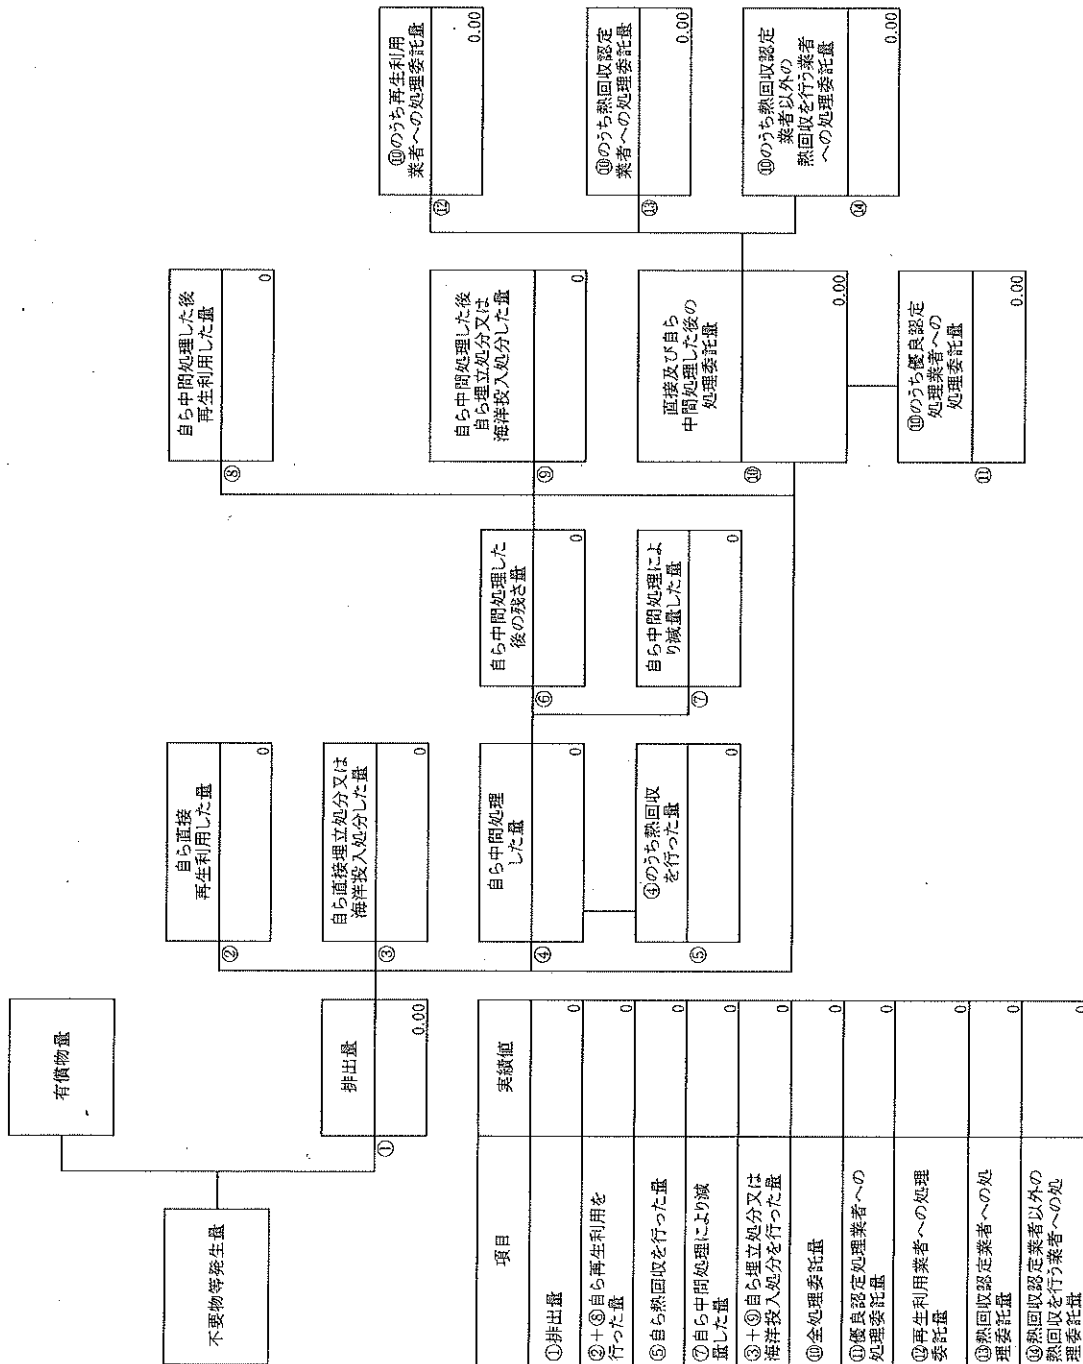 不要物等発生量
有償物量
①
排出量
0.00
②
自ら直接
再生利用した量
0
③
自ら直接埋立処分又は
海洋投入処分した量
0
④
自ら中間処理
した量
0
⑤
④のうち熱回収
を行った量
0
⑥
自ら中間処理した
後の残さ量
0
⑦
自ら中間処理によ
り減量した量
0
⑧
自ら中間処理した後
再生利用した量
0
⑨
自ら中間処理した後
自ら埋立処分又は
海洋投入処分した量
0
⑩
直接及び自ら
中間処理した後の
処理委託量
0.00
⑪
⑩のうち優良認定
処理業者への
処理委託量
0.00
⑫
⑩のうち再生利用
業者への処理委託量
0.00
⑬
⑩のうち熱回収認定
業者への処理委託量
0.00
⑭
⑩のうち熱回収認定
業者以外の
熱回収を行う業者
への処理委託量
0.00
項目
実績値
①排出量
0
②+⑧自ら再生利用を
行った量
0
⑤自ら熱回収を行った量
0
⑦自ら中間処理により減
量した量
0
③+⑨自ら埋立処分又は
海洋投入処分を行った量
0
⑩全処理委託量
0
⑪優良認定処理業者への
処理委託量
0
⑫再生利用業者への処理
委託量
0
⑬熱回収認定業者への処
理委託量
0
⑭熱回収認定業者以外の
熱回収を行う業者への処
理委託量
0